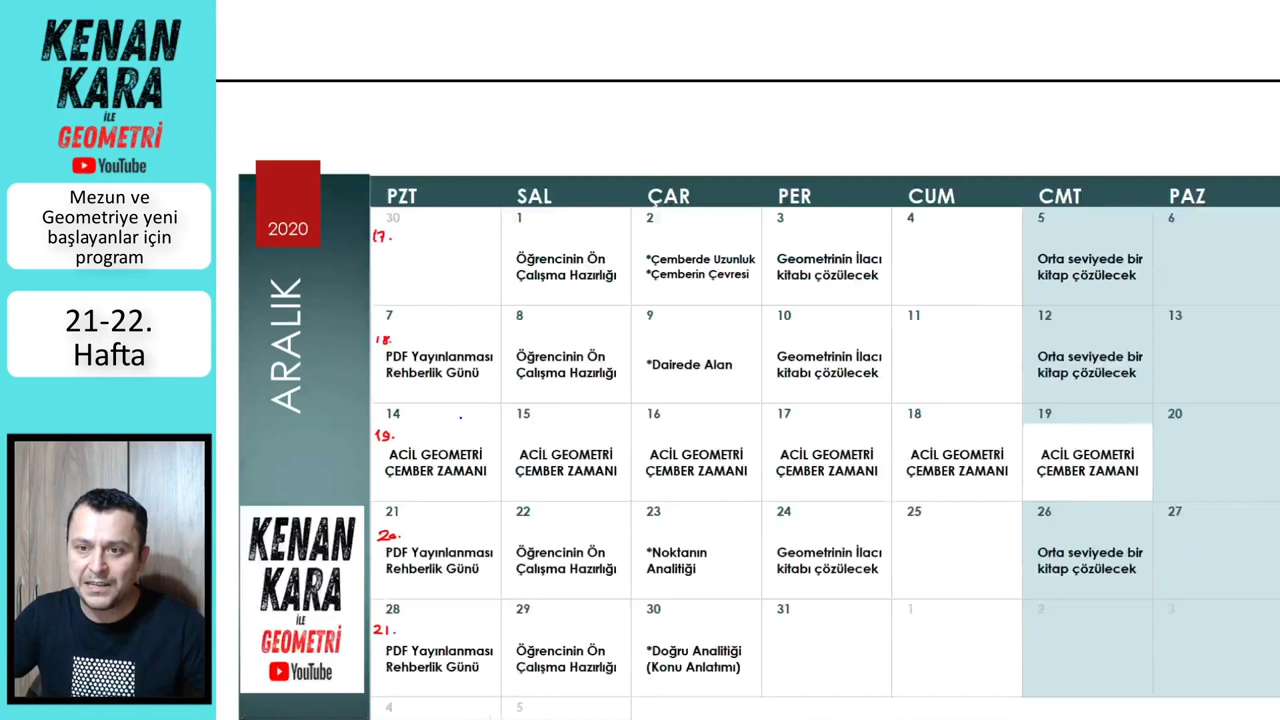 KENAN
KARA
İLE
GEOMETRİ
YouTube
Mezun ve
Geometriye yeni
başlayanlar için
program
21-22.
Hafta
2020
ARALIK
KENAN
KARA
İLE
GEOMETRİ
YouTube
PZT SAL ÇAR PER CUM CMT PAZ
30 1 2 3 4 5 6
17.
Öğrencinin Ön *Çemberde Uzunluk Geometrinin İlacı Orta seviyede bir
Çalışma Hazırlığı *Çemberin Çevresi kitabı çözülecek kitap çözülecek
7 8 9 10 11 12 13
18.
PDF Yayınlanması Öğrencinin Ön *Dairede Alan Geometrinin İlacı Orta seviyede bir
Rehberlik Günü Çalışma Hazırlığı kitabı çözülecek kitap çözülecek
14 15 16 17 18 19 20
19.
ACİL GEOMETRİ ACİL GEOMETRİ ACİL GEOMETRİ ACİL GEOMETRİ ACİL GEOMETRİ ACİL GEOMETRİ
ÇEMBER ZAMANI ÇEMBER ZAMANI ÇEMBER ZAMANI ÇEMBER ZAMANI ÇEMBER ZAMANI ÇEMBER ZAMANI
21 22 23 24 25 26 27
20.
PDF Yayınlanması Öğrencinin Ön *Noktanın Geometrinin İlacı Orta seviyede bir
Rehberlik Günü Çalışma Hazırlığı Analitiği kitabı çözülecek kitap çözülecek
28 29 30 31 1 2 3
21.
PDF Yayınlanması Öğrencinin Ön *Doğru Analitiği
Rehberlik Günü Çalışma Hazırlığı (Konu Anlatımı)
4 5